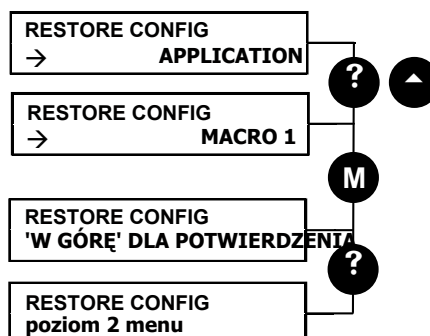 RESTORE CONFIG
→ APPLICATION
?
RESTORE CONFIG
→ MACRO 1
M
RESTORE CONFIG
'W GÓRĘ' DLA POTWIERDZENIA
?
RESTORE CONFIG
poziom 2 menu